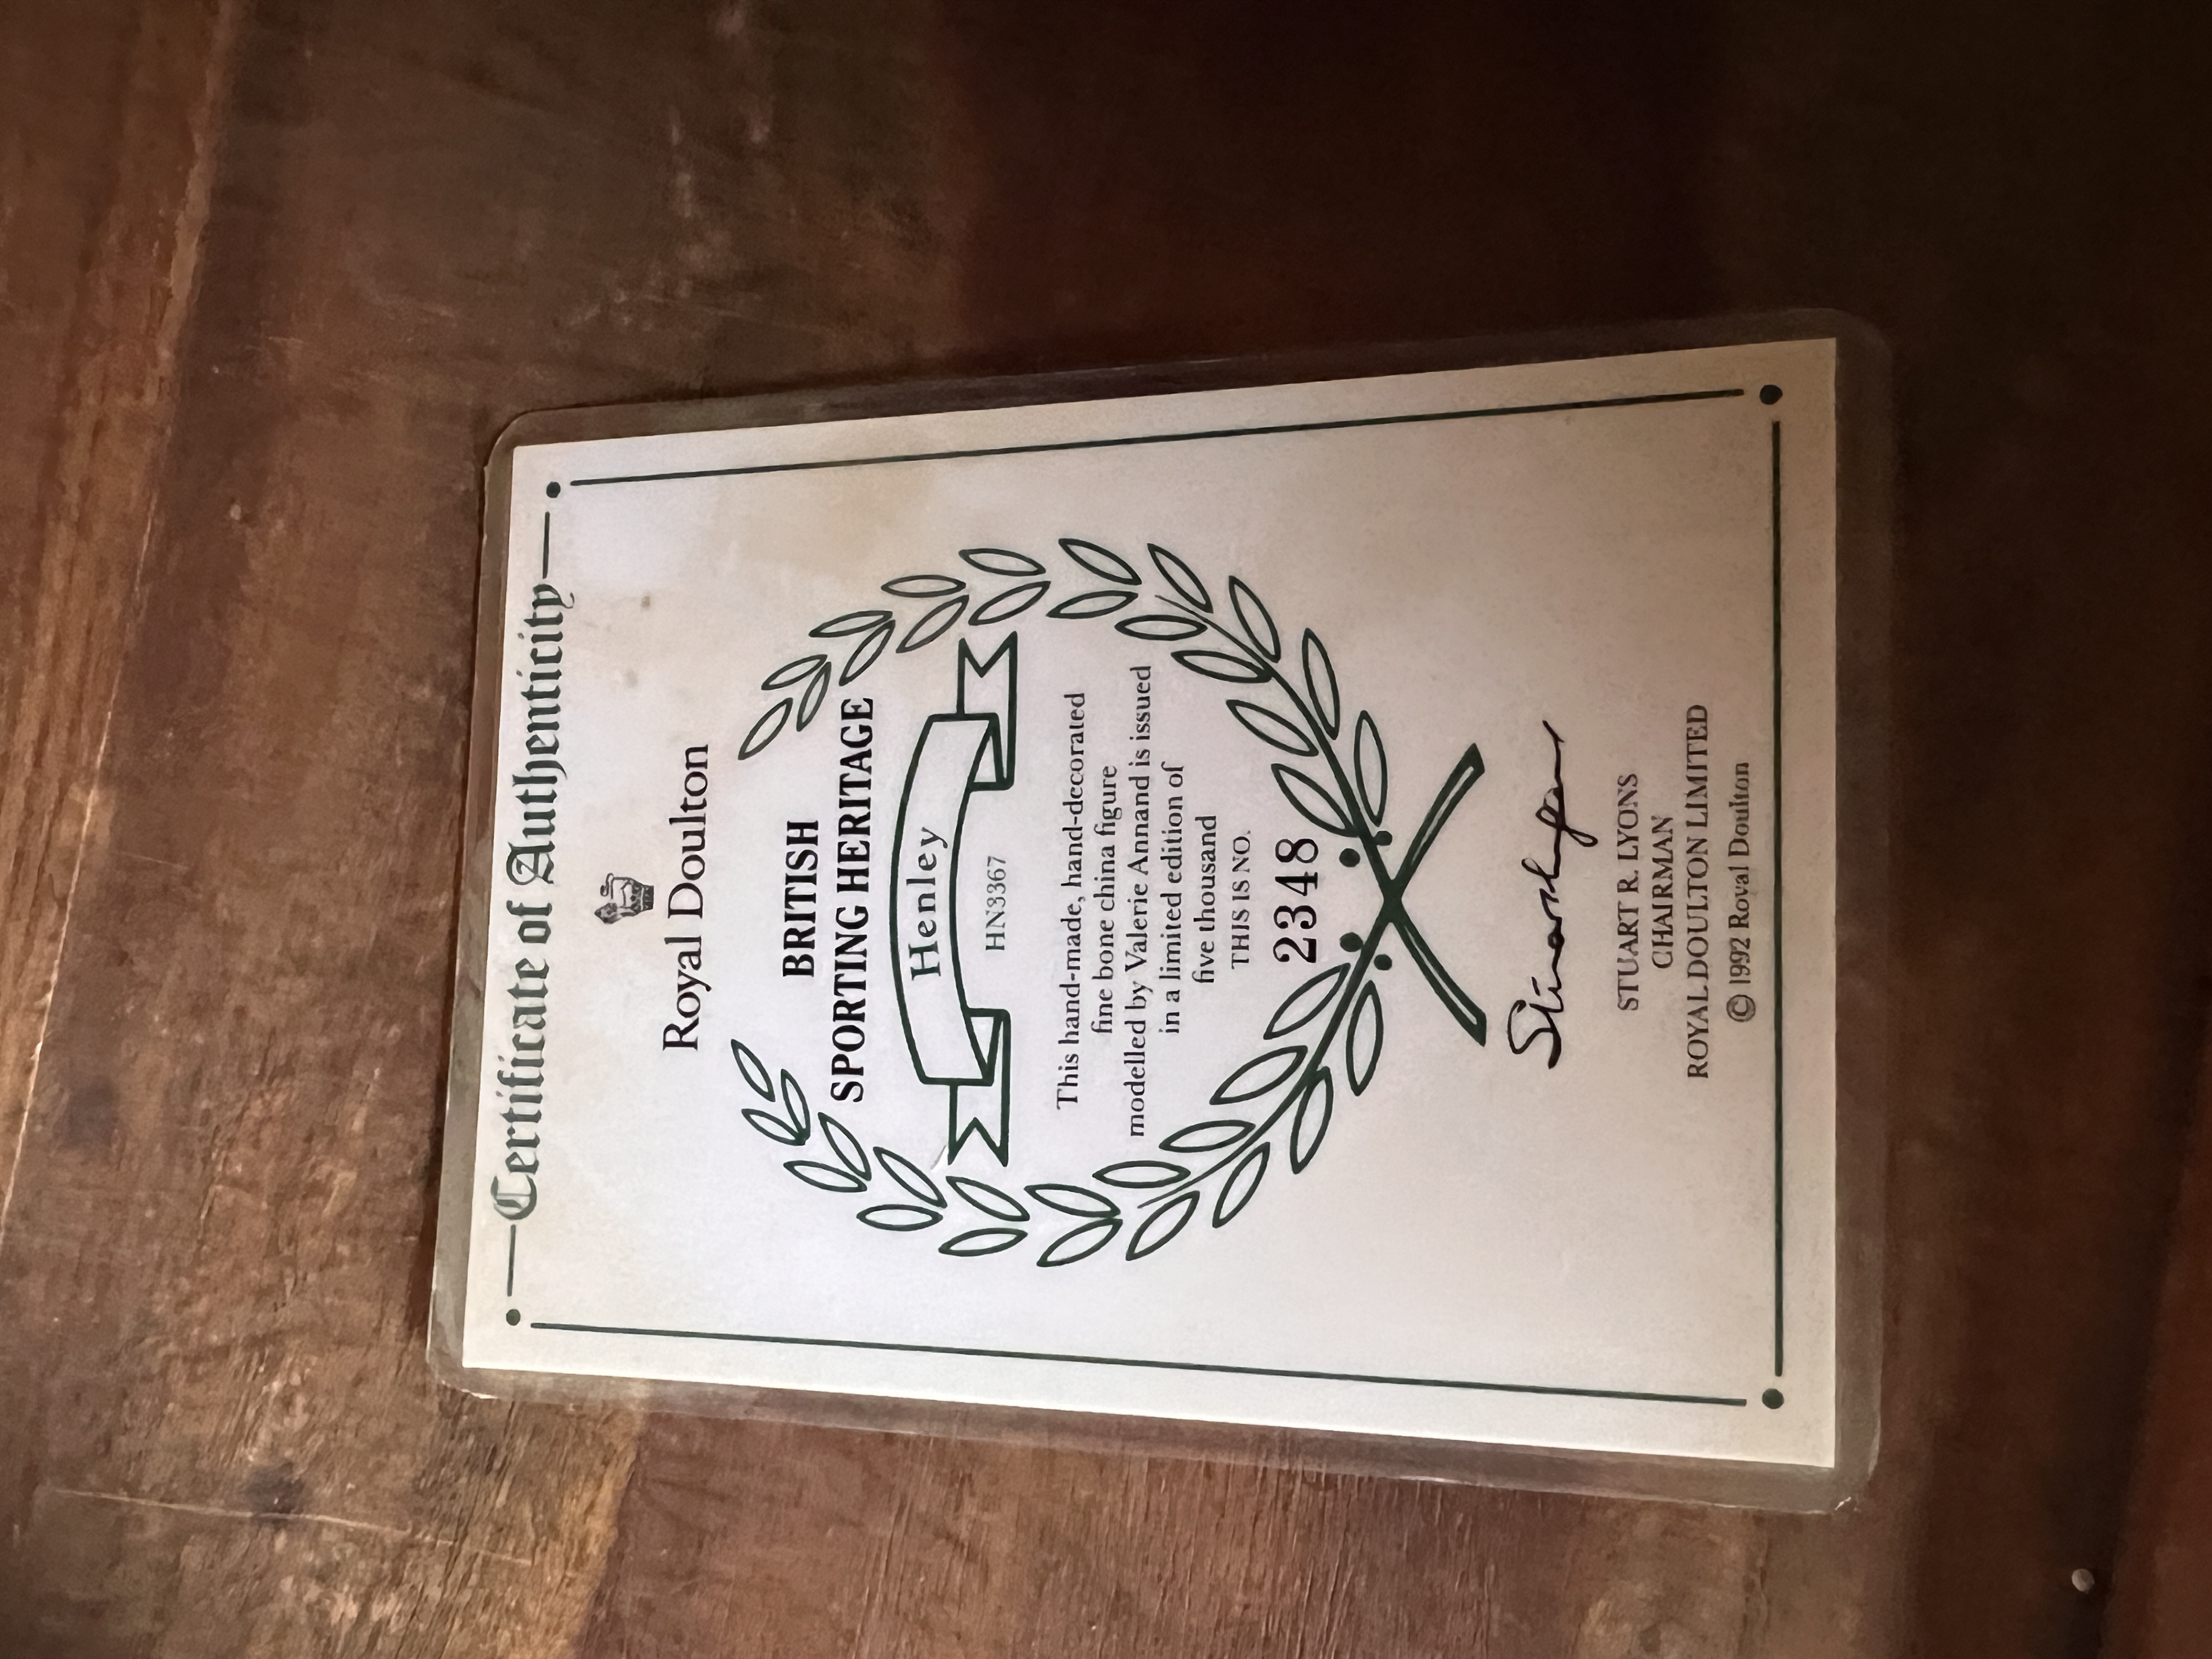 Certificate of Authenticity
Royal Doulton
BRITISH
SPORTING HERITAGE
Henley
HN3367
This hand-made, hand-decorated
fine bone china figure
modelled by Valerie Annand is issued
in a limited edition of
five thousand
THIS IS NO.
2348
STUART R. LYONS
CHAIRMAN
ROYAL DOULTON LIMITED
© 1992 Royal Doulton